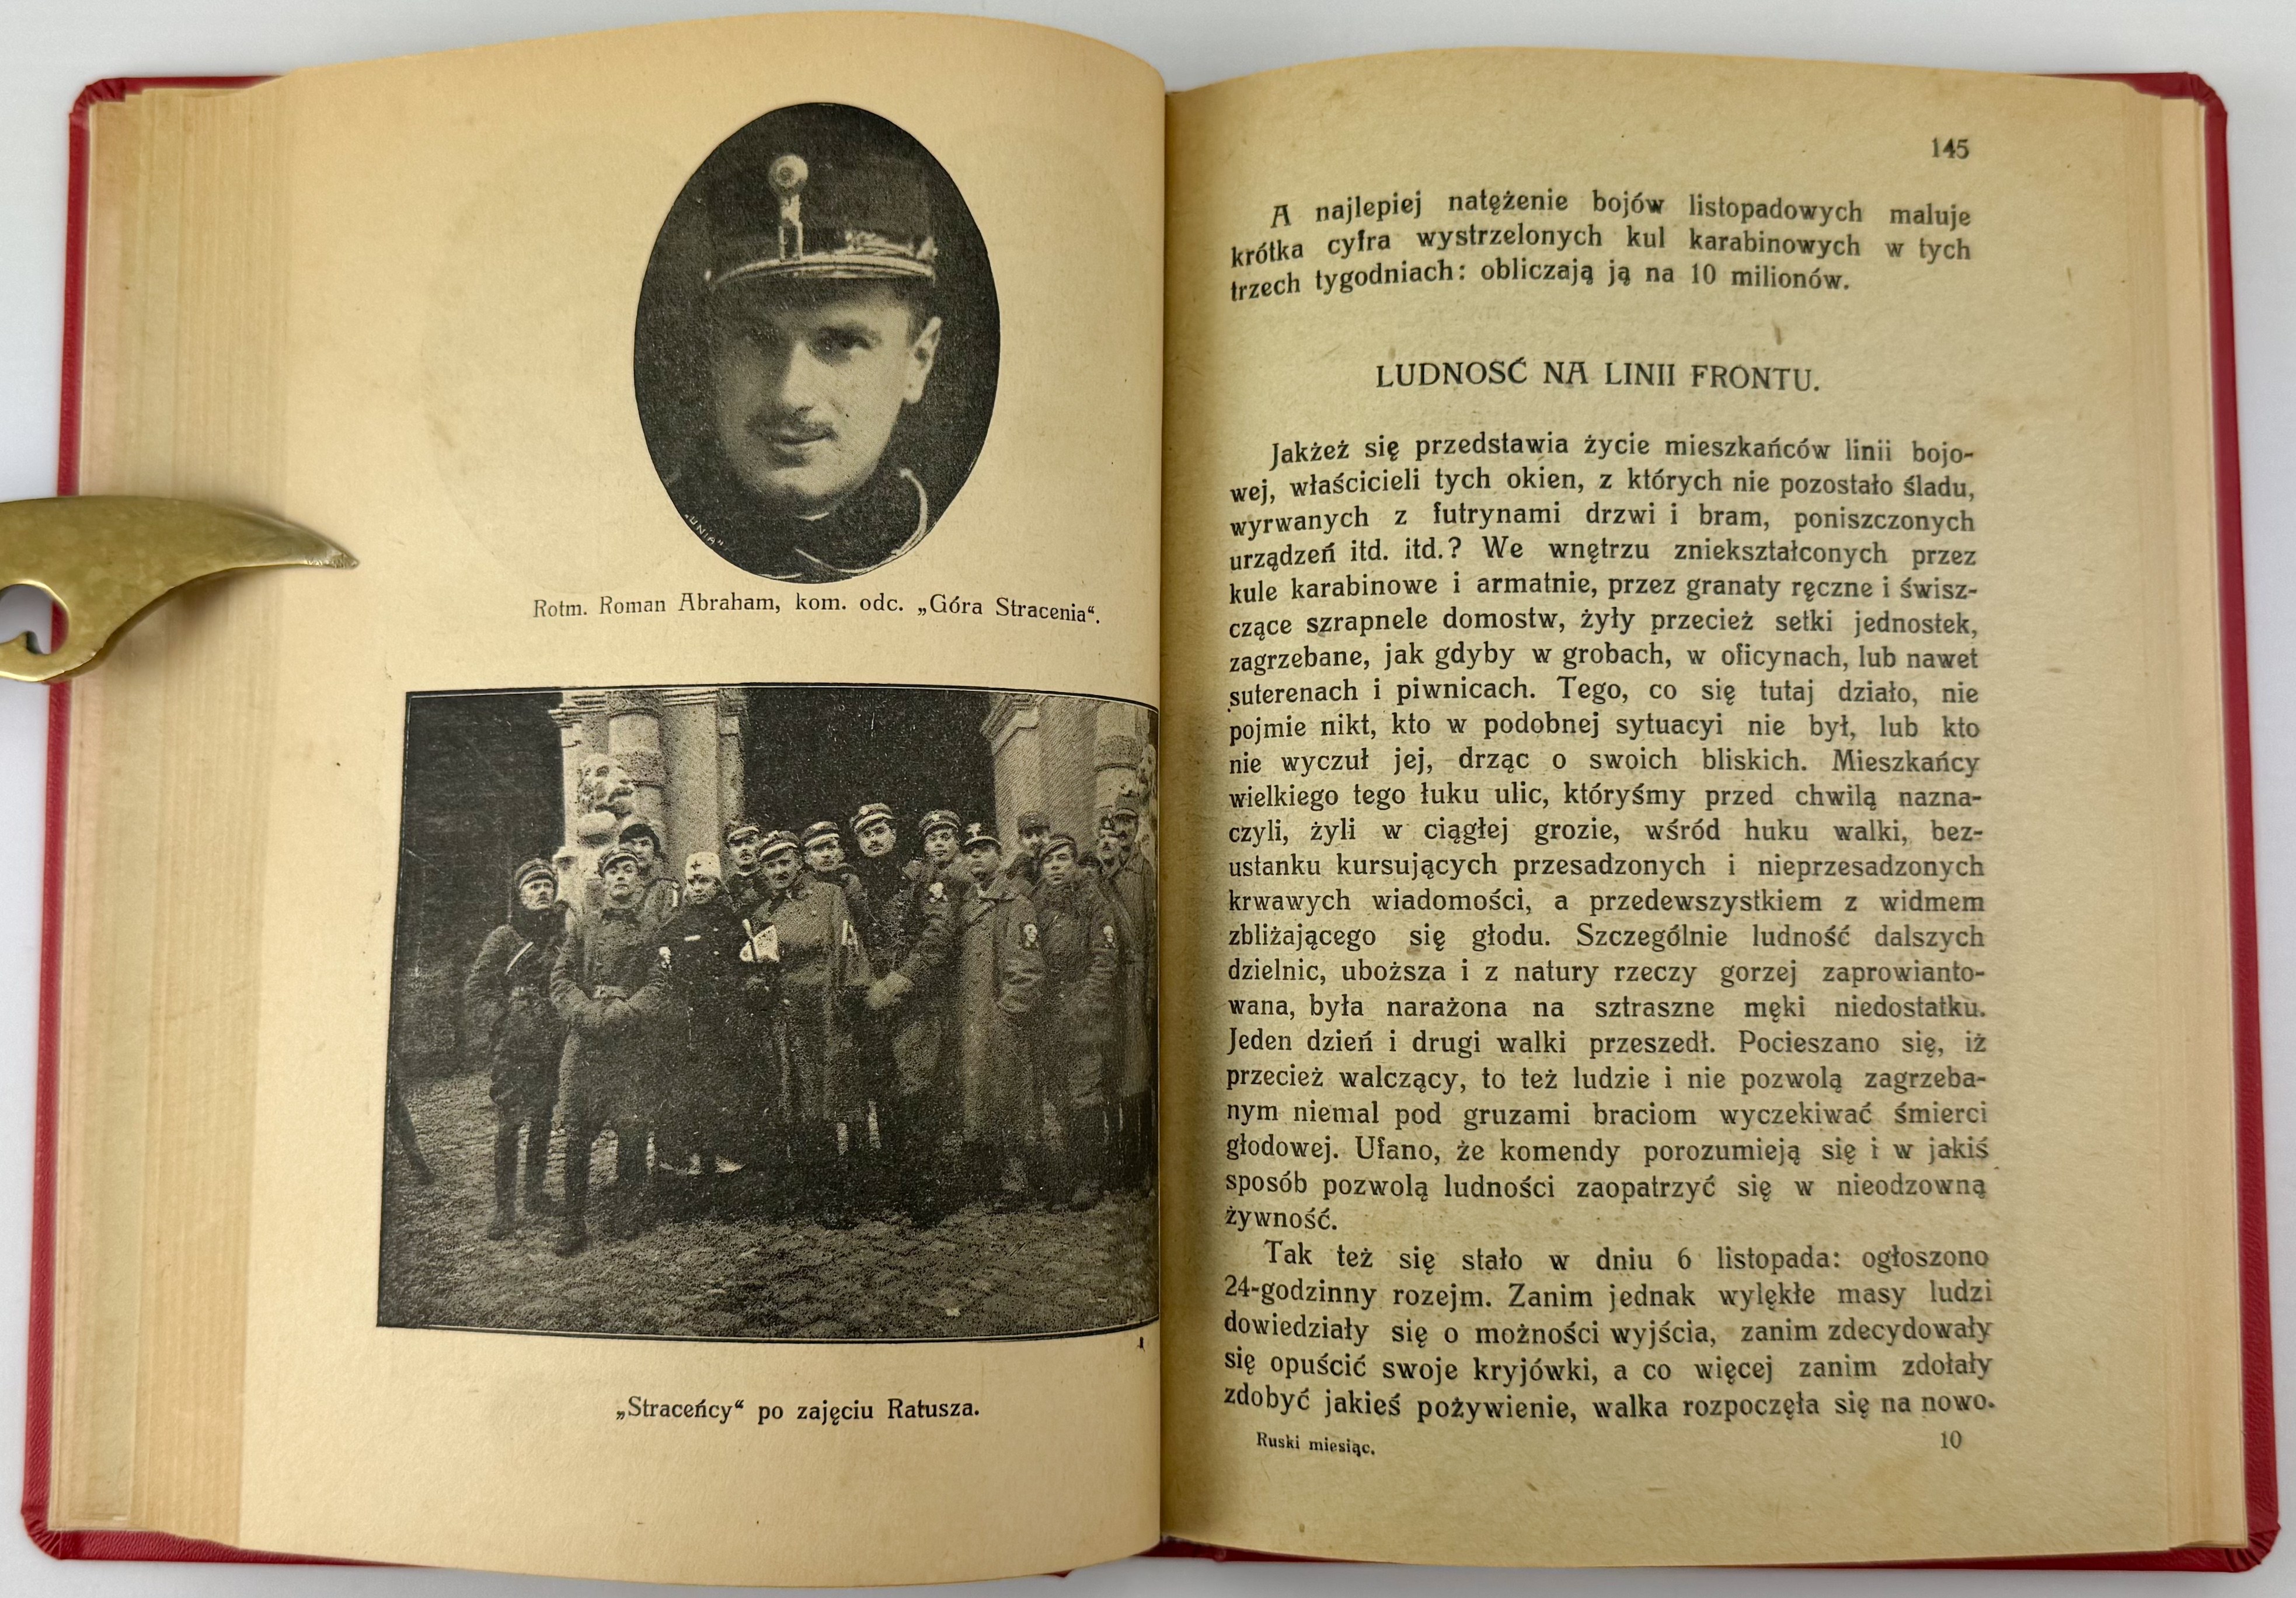 "UNIA"
Rotm. Roman Abraham, kom. odc. „Góra Stracenia“.
„Straceńcy“ po zajęciu Ratusza.
145
A najlepiej natężenie bojów listopadowych maluje
krótka cyfra wystrzelonych kul karabinowych w tych
trzech tygodniach: obliczają ją na 10 milionów.
LUDNOŚĆ NA LINII FRONTU.
Jakżeż się przedstawia życie mieszkańców linii bojo-
wej, właścicieli tych okien, z których nie pozostało śladu,
wyrwanych z futrynami drzwi i bram, poniszczonych
urządzeń itd. itd.? We wnętrzu zniekształconych przez
kule karabinowe i armatnie, przez granaty ręczne i świsz-
czące szrapnele domostw, żyły przecież setki jednostek,
zagrzebane, jak gdyby w grobach, w oficynach, lub nawet
suterenach i piwnicach. Tego, co się tutaj działo, nie
pojmie nikt, kto w podobnej sytuacyi nie był, lub kto
nie wyczuł jej, drząc o swoich bliskich. Mieszkańcy
wielkiego tego łuku ulic, któryśmy przed chwilą nazna-
czyli, żyli w ciągłej grozie, wśród huku walki, bez-
ustanku kursujących przesadzonych i nieprzesadzonych
krwawych wiadomości, a przedewszystkiem z widmem
zbliżającego się głodu. Szczególnie ludność dalszych
dzielnic, uboższa i z natury rzeczy gorzej zaprowianto-
wana, była narażona na sztraszne męki niedostatku.
Jeden dzień i drugi walki przeszedł. Pocieszano się, iż
przecież walczący, to też ludzie i nie pozwolą zagrzeba-
nym niemal pod gruzami braciom wyczekiwać śmierci
głodowej. Ufano, że komendy porozumieją się i w jakiś
sposób pozwolą ludności zaopatrzyć się w nieodzowną
żywność.
Tak też się stało w dniu 6 listopada: ogłoszono
24-godzinny rozejm. Zanim jednak wylękłe masy ludzi
dowiedziały się o możności wyjścia, zanim zdecydowały
się opuścić swoje kryjówki, a co więcej zanim zdołały
zdobyć jakieś pożywienie, walka rozpoczęła się na nowo.
Ruski miesiąc. 10